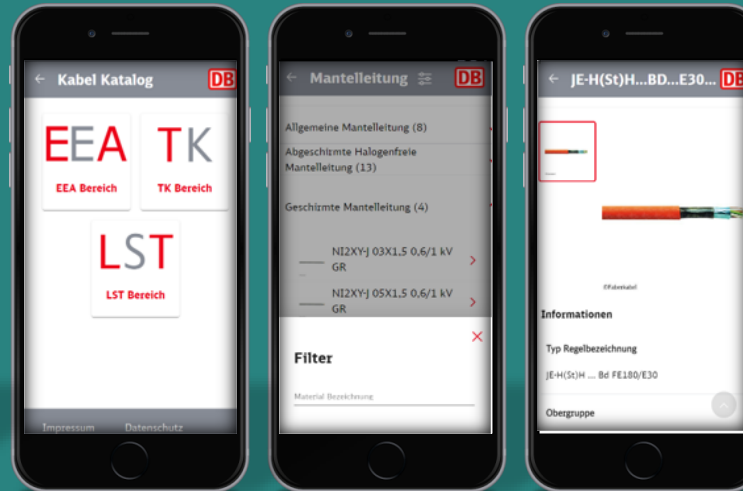 Kabel Katalog
DB
EEA
EEA Bereich
TK
TK Bereich
LST
LST Bereich
Impressum Datenschutz
Mantelleitung
DB
Allgemeine Mantelleitung (8)
Abgeschirmte Halogenfreie
Mantelleitung (13)
Geschirmte Mantelleitung (4)
NI2XY-J 03X1,5 0,6/1 kV
GR
NI2XY-J 05X1,5 0,6/1 kV
GR
Filter
Material Bezeichnung
JE-H(St)H...BD...E30...
DB
©Faberkabel
Informationen
Typ Regelbezeichnung
JE-H(St)H ... Bd FE180/E30
Obergruppe